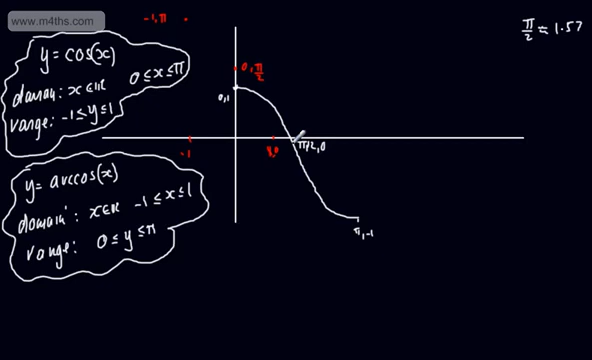 www.m4ths.com
-1, π
π/2 ≈ 1.57
y = cos(x)
domain: x∈ℝ 0≤x≤π
range: -1≤y≤1
0, π/2
0,1
-1
1,0
π/2,0
y = arccos(x)
domain: x∈ℝ -1≤x≤1
range: 0≤y≤π
π,-1